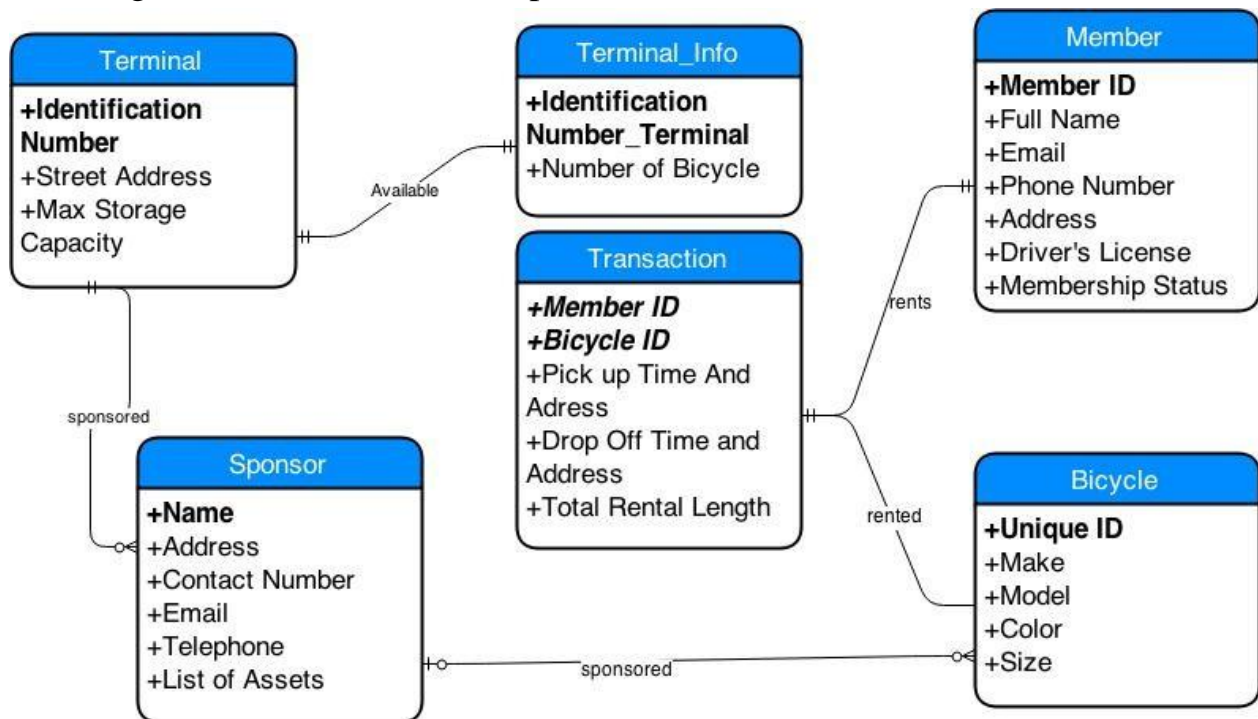 Terminal
+Identification
Number
+Street Address
+Max Storage
Capacity
Terminal_Info
+Identification
Number_Terminal
+Number of Bicycle
Member
+Member ID
+Full Name
+Email
+Phone Number
+Address
+Driver's License
+Membership Status
Available
Transaction
+Member ID
+Bicycle ID
+Pick up Time And
Adress
+Drop Off Time and
Address
+Total Rental Length
rents
rented
sponsored
Sponsor
+Name
+Address
+Contact Number
+Email
+Telephone
+List of Assets
sponsored
Bicycle
+Unique ID
+Make
+Model
+Color
+Size